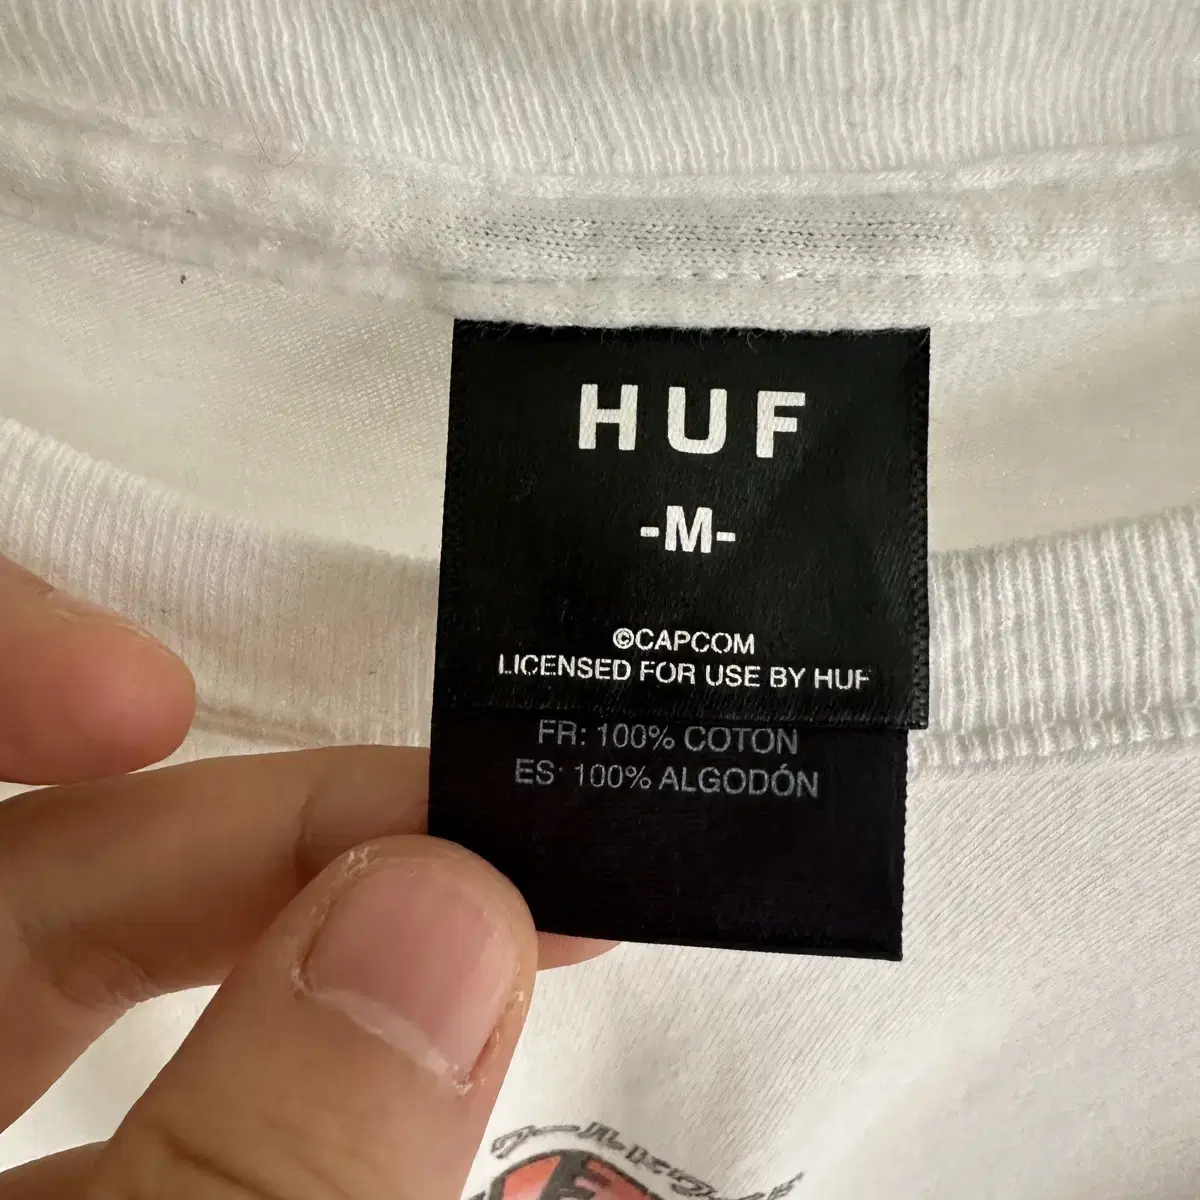 HUF
-M-
©CAPCOM
LICENSED FOR USE BY HUF
FR: 100% COTON
ES: 100% ALGODÓN